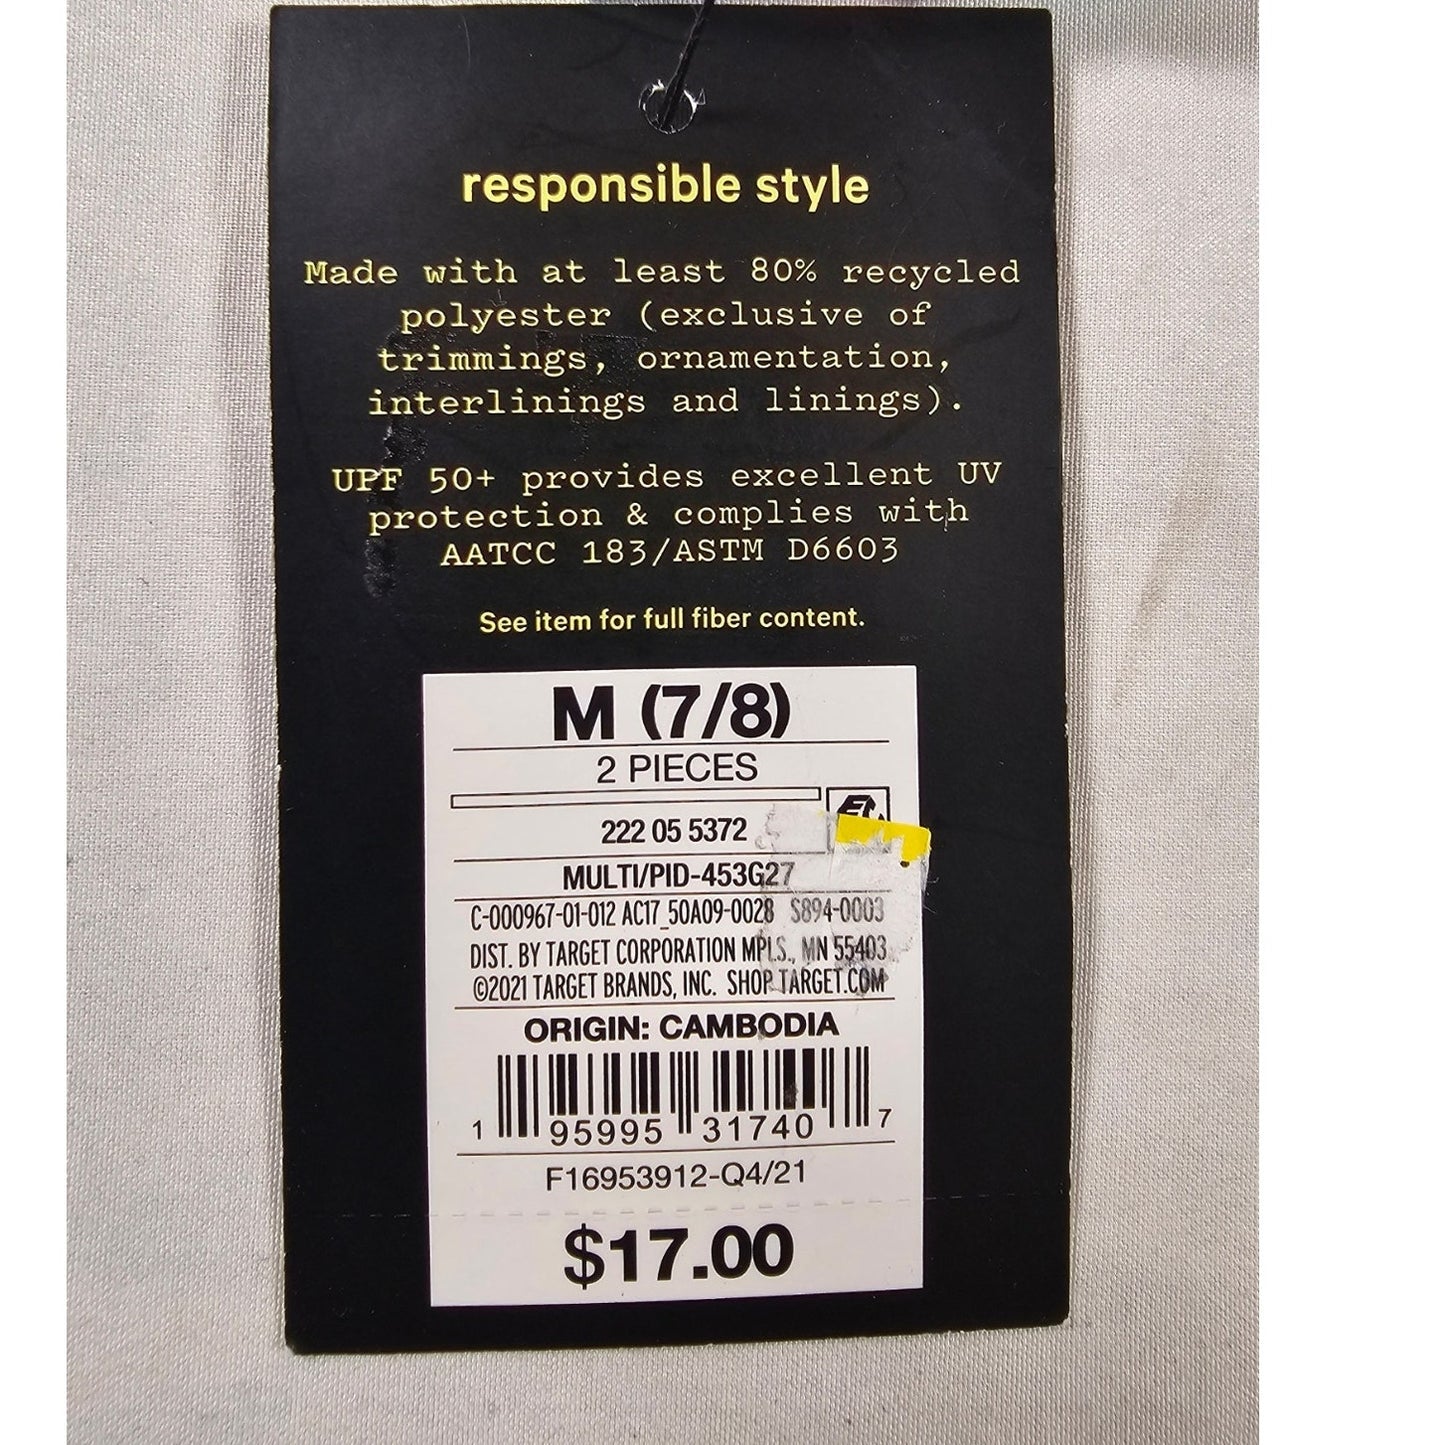 responsible style
Made with at least 80% recycled
polyester (exclusive of
trimmings, ornamentation,
interlinings and linings).
UPF 50+ provides excellent UV
protection & complies with
AATCC 183/ASTM D6603
See item for full fiber content.
M (7/8)
2 PIECES
222 05 5372
MULTI/PID-453G27
C-000967-01-012 AC17_50A09-0028 S894-0003
DIST. BY TARGET CORPORATION MPLS., MN 55403
©2021 TARGET BRANDS, INC. SHOP TARGET.COM
ORIGIN: CAMBODIA
1 95995 31740 7
F16953912-Q4/21
$17.00